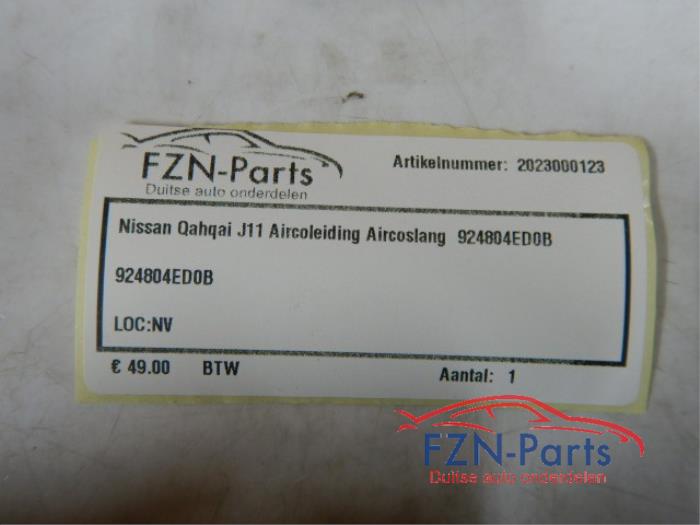 FZN-Parts
Duitse auto onderdelen
Artikelnummer: 2023000123
Nissan Qahqai J11 Aircoleiding Aircoslang 924804ED0B
924804ED0B
LOC:NV
€ 49.00 BTW
Aantal: 1
FZN-Parts
Duitse auto onderdelen